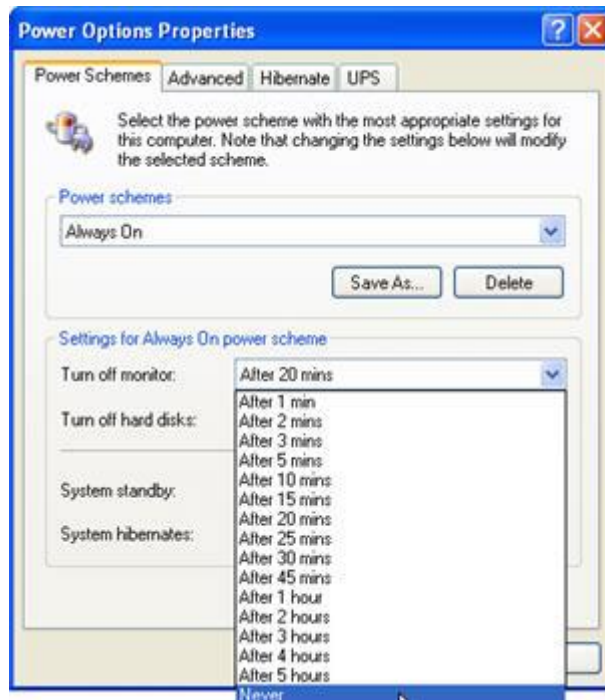 Power Options Properties
Power Schemes Advanced Hibernate UPS
Select the power scheme with the most appropriate settings for
this computer. Note that changing the settings below will modify
the selected scheme.
Power schemes
Always On
Save As... Delete
Settings for Always On power scheme
Turn off monitor: After 20 mins
After 1 min
Turn off hard disks: After 2 mins
After 3 mins
After 5 mins
After 10 mins
System standby: After 15 mins
After 20 mins
After 25 mins
System hibernates: After 30 mins
After 45 mins
After 1 hour
After 2 hours
After 3 hours
After 4 hours
After 5 hours
Never